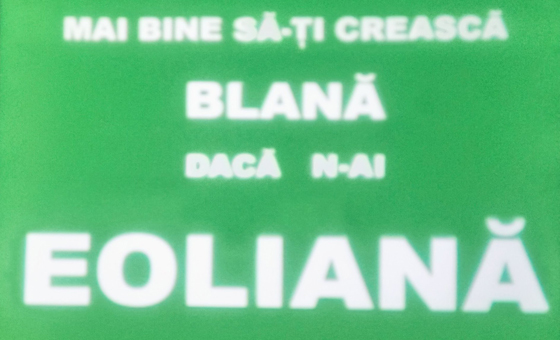 MAI BINE SĂ-ȚI CREASCĂ
BLANĂ
DACĂ N-AI
EOLIANĂ